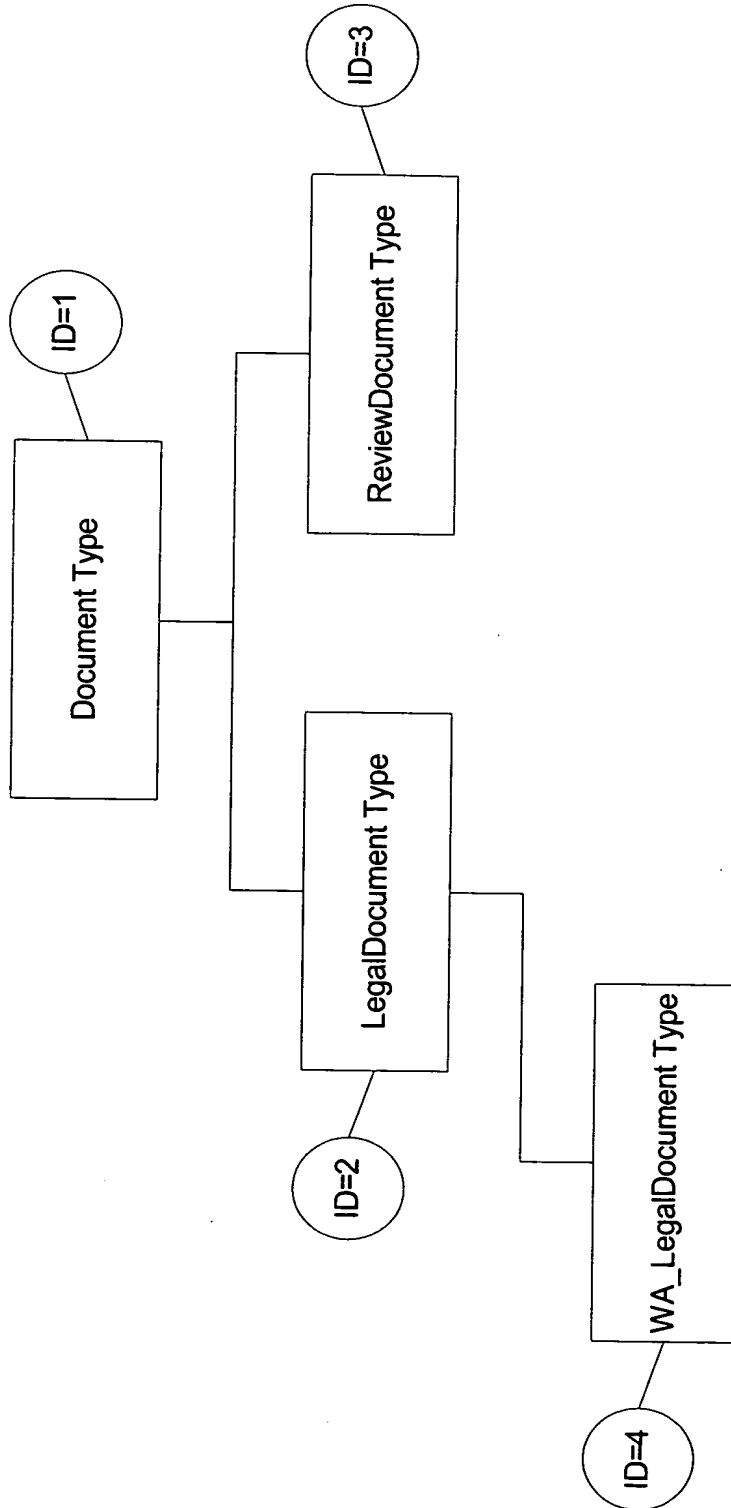 Document Type
ID=1
ID=2
LegalDocument Type
ReviewDocument Type
ID=3
ID=4
WA_LegalDocument Type